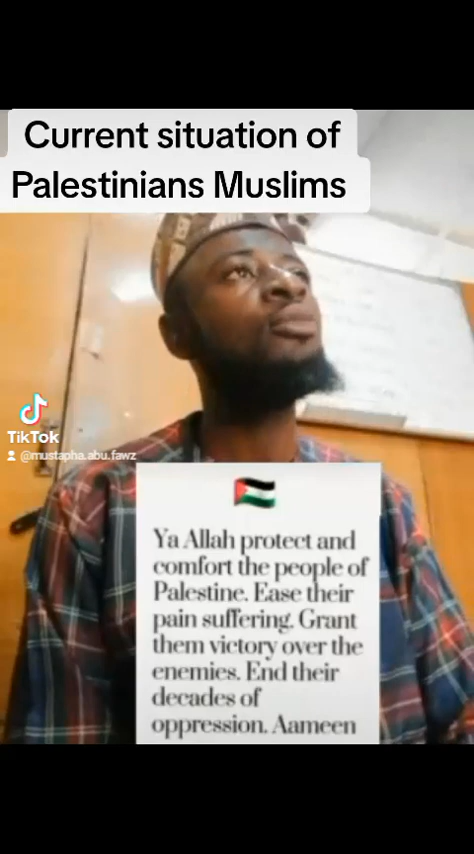 Current situation of
Palestinians Muslims
TikTok
@mustapha.abu.fawz
Ya Allah protect and
comfort the people of
Palestine. Ease their
pain suffering. Grant
them victory over the
enemies. End their
decades of
oppression. Aameen